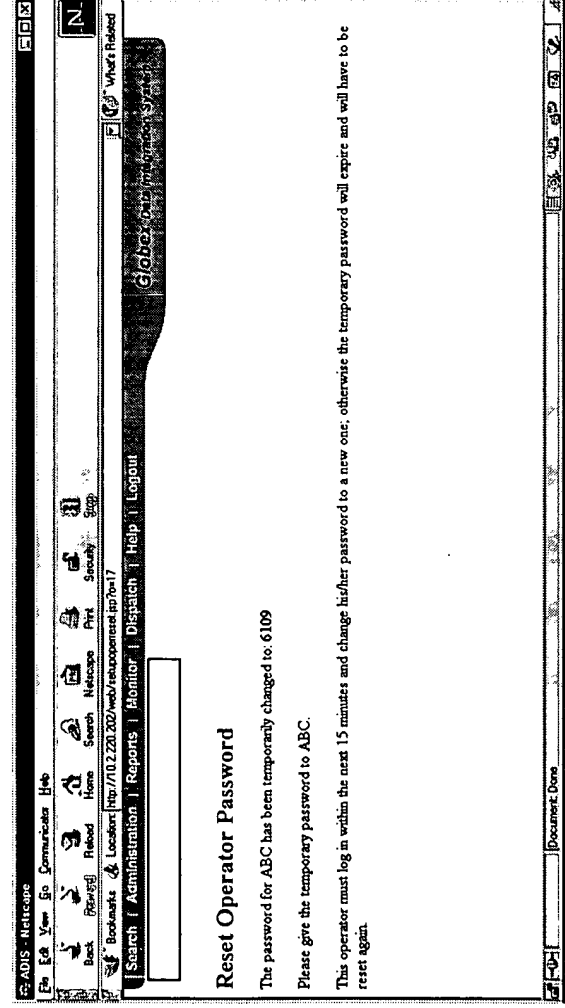 ADIS - Netscape
File Edit View Go Communicator Help
Back Forward Reload Home Search Netscape Print Security Stop
Bookmarks Location: http://10.2.220.202/web/setupoperreset.jsp?o=17 What's Related
Search | Administration | Reports | Monitor | Dispatch | Help | Logout
Globex Data Integration System
Reset Operator Password
The password for ABC has been temporarily changed to: 6109
Please give the temporary password to ABC.
This operator must log in within the next 15 minutes and change his/her password to a new one; otherwise the temporary password will expire and will have to be
reset again.
Document: Done